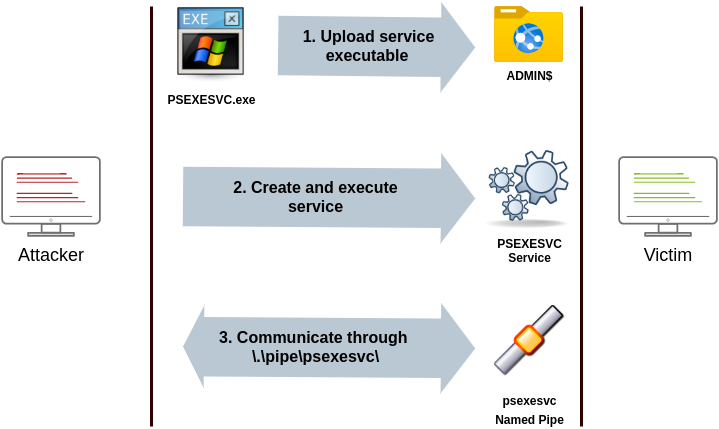 EXE
PSEXESVC.exe
1. Upload service
executable
ADMIN$
Attacker
2. Create and execute
service
PSEXESVC
Service
Victim
3. Communicate through
\.\pipe\psexesvc\
psexesvc
Named Pipe